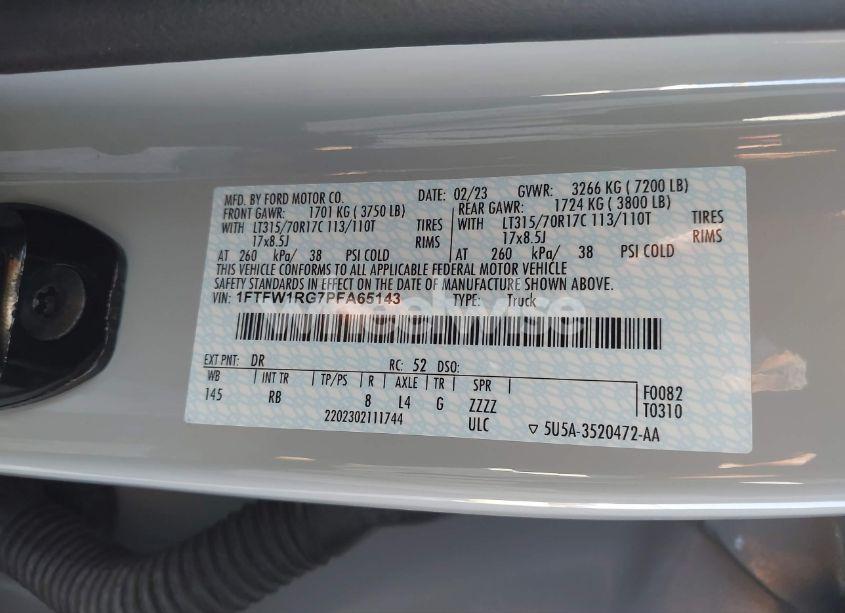 MFD. BY FORD MOTOR CO. DATE: 02/23 GVWR: 3266 KG ( 7200 LB)
FRONT GAWR: 1701 KG ( 3750 LB) REAR GAWR: 1724 KG ( 3800 LB)
WITH LT315/70R17C 113/110T TIRES WITH LT315/70R17C 113/110T TIRES
17x8.5J RIMS 17x8.5J RIMS
AT 260 kPa/ 38 PSI COLD AT 260 kPa/ 38 PSI COLD
THIS VEHICLE CONFORMS TO ALL APPLICABLE FEDERAL MOTOR VEHICLE
SAFETY STANDARDS IN EFFECT ON THE DATE OF MANUFACTURE SHOWN ABOVE.
VIN: 1FTFW1RG7PFA65143 TYPE: Truck
EXT PNT: DR RC: 52 DSO:
WB INT TR TP/PS R AXLE TR SPR F0082
145 RB 8 L4 G ZZZZ T0310
2202302111744 ULC ▽ 5U5A-3520472-AA